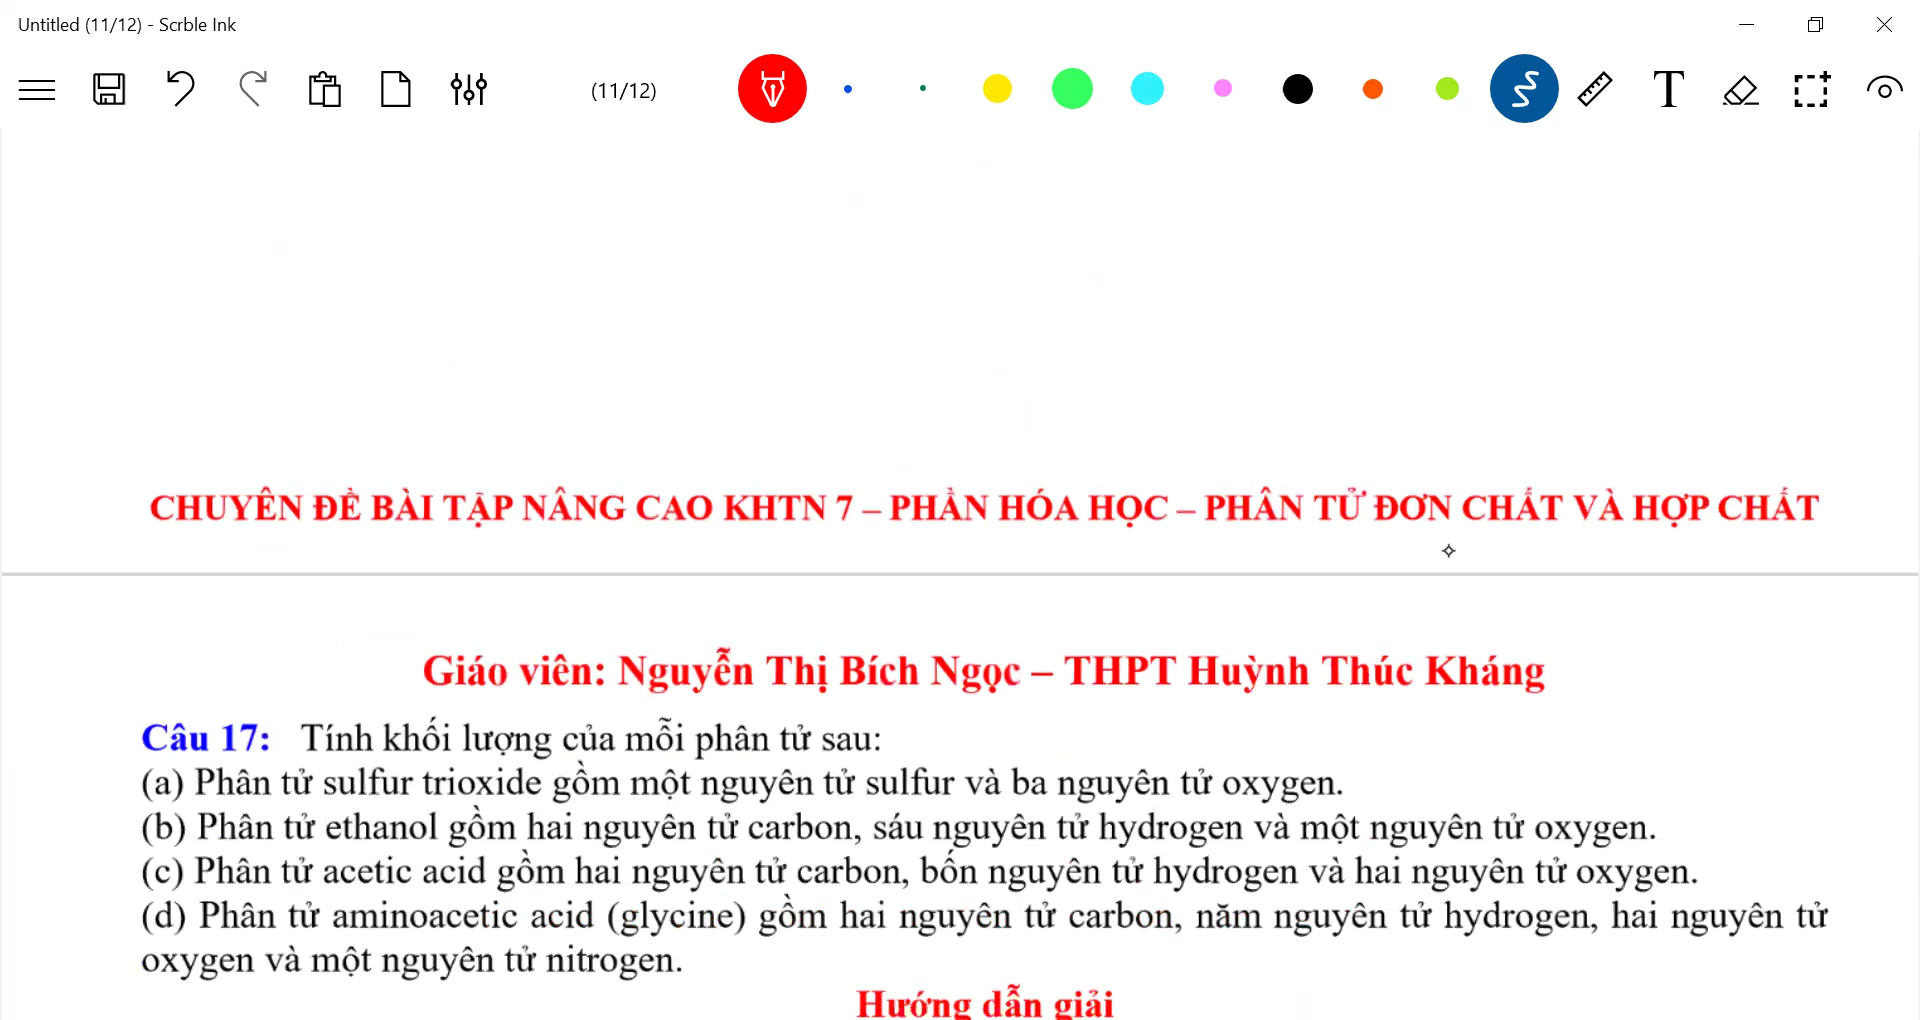 Untitled (11/12) - Scrble Ink
(11/12)
T
CHUYÊN ĐỀ BÀI TẬP NÂNG CAO KHTN 7 – PHẦN HÓA HỌC – PHÂN TỬ ĐƠN CHẤT VÀ HỢP CHẤT
Giáo viên: Nguyễn Thị Bích Ngọc – THPT Huỳnh Thúc Kháng
Câu 17: Tính khối lượng của mỗi phân tử sau:
(a) Phân tử sulfur trioxide gồm một nguyên tử sulfur và ba nguyên tử oxygen.
(b) Phân tử ethanol gồm hai nguyên tử carbon, sáu nguyên tử hydrogen và một nguyên tử oxygen.
(c) Phân tử acetic acid gồm hai nguyên tử carbon, bốn nguyên tử hydrogen và hai nguyên tử oxygen.
(d) Phân tử aminoacetic acid (glycine) gồm hai nguyên tử carbon, năm nguyên tử hydrogen, hai nguyên tử
oxygen và một nguyên tử nitrogen.
Hướng dẫn giải